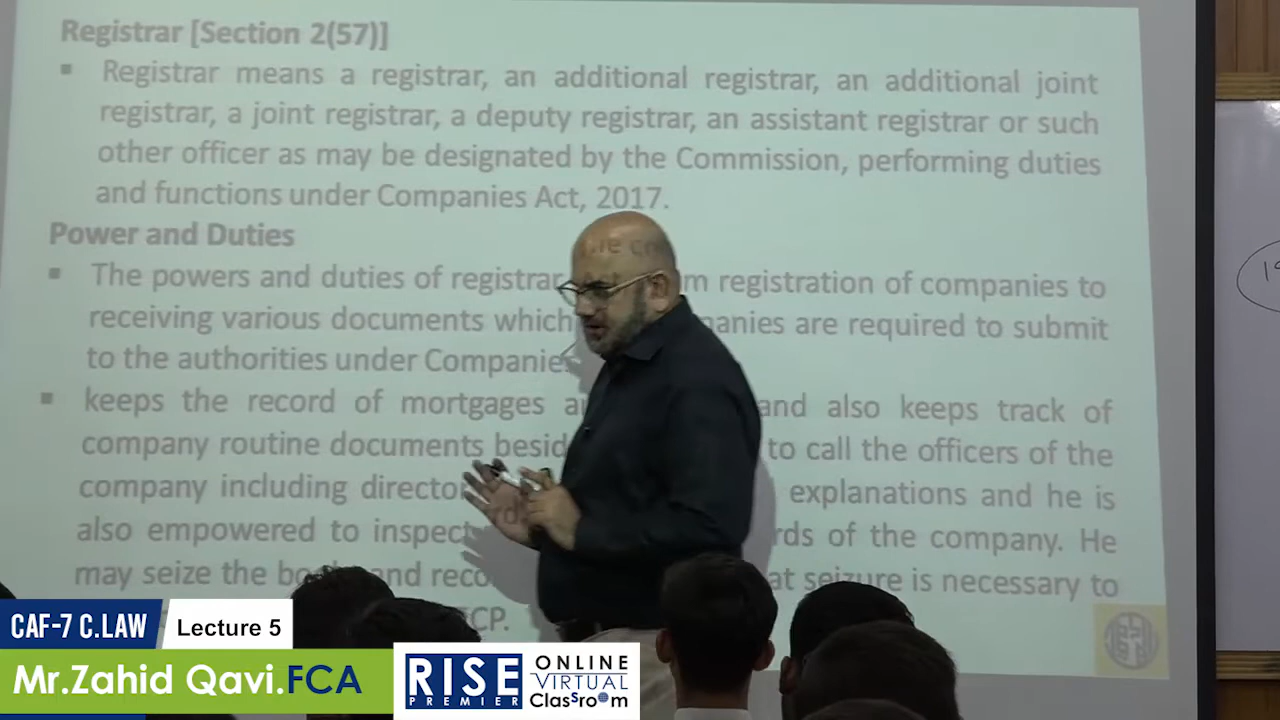 Registrar [Section 2(57)]
▪ Registrar means a registrar, an additional registrar, an additional joint
registrar, a joint registrar, a deputy registrar, an assistant registrar or such
other officer as may be designated by the Commission, performing duties
and functions under Companies Act, 2017.
Power and Duties
▪ The powers and duties of registrar registration of companies to
receiving various documents which are required to submit
to the authorities under
▪ keeps the record of mortgages and also keeps track of
company routine documents to call the officers of the
company including explanations and he is
also empowered to inspect of the company. He
may seize the and seizure is necessary to
CAF-7 C.LAW Lecture 5
Mr.Zahid Qavi.FCA
RISE
PREMIER
ONLINE
VIRTUAL
Classroom